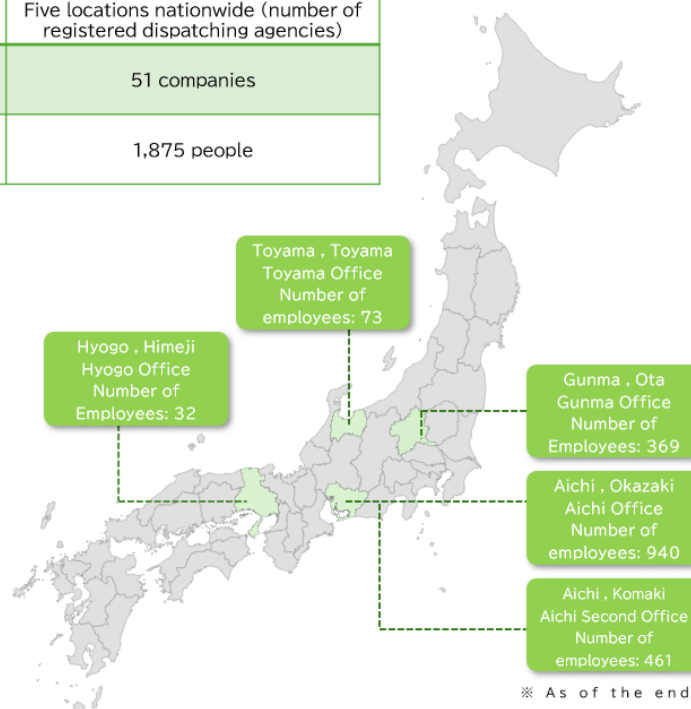 Five locations nationwide (number of
registered dispatching agencies)
51 companies
1,875 people
Toyama , Toyama
Toyama Office
Number of
employees: 73
Hyogo , Himeji
Hyogo Office
Number of
Employees: 32
Gunma , Ota
Gunma Office
Number of
Employees: 369
Aichi , Okazaki
Aichi Office
Number of
employees: 940
Aichi , Komaki
Aichi Second Office
Number of
employees: 461
※ As of the end